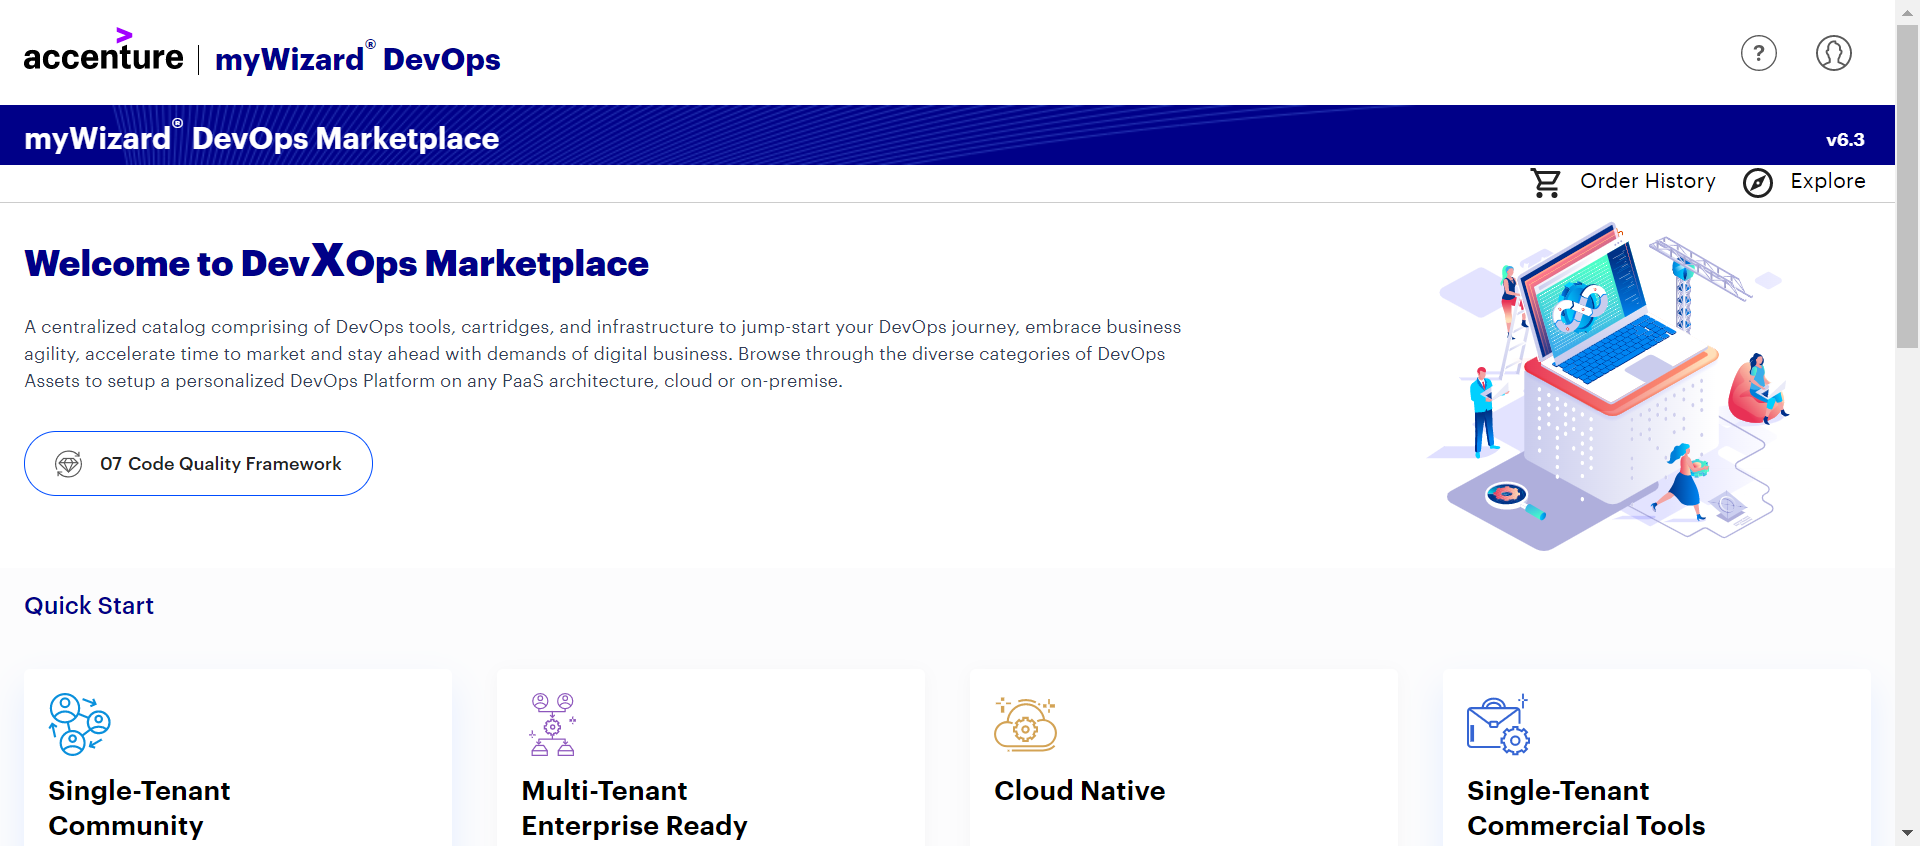 accenture | myWizard® DevOps
?
myWizard® DevOps Marketplace
v6.3
Order History
Explore
Welcome to DevXOps Marketplace
A centralized catalog comprising of DevOps tools, cartridges, and infrastructure to jump-start your DevOps journey, embrace business
agility, accelerate time to market and stay ahead with demands of digital business. Browse through the diverse categories of DevOps
Assets to setup a personalized DevOps Platform on any PaaS architecture, cloud or on-premise.
07 Code Quality Framework
Quick Start
Single-Tenant
Community
Multi-Tenant
Enterprise Ready
Cloud Native
Single-Tenant
Commercial Tools